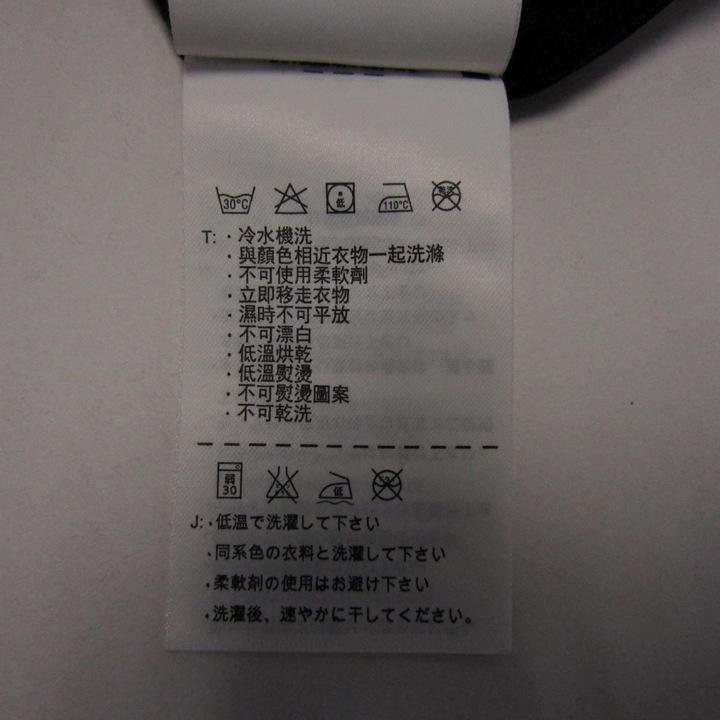 30°C 低 110°C
T: ・冷水機洗
・與顏色相近衣物一起洗滌
・不可使用柔軟劑
・立即移走衣物
・濕時不可平放
・不可漂白
・低溫烘乾
・低溫熨燙
・不可熨燙圖案
・不可乾洗
弱 30 低
J: ・低温で洗濯して下さい
・同系色の衣料と洗濯して下さい
・柔軟剤の使用はお避け下さい
・洗濯後、速やかに干してください。